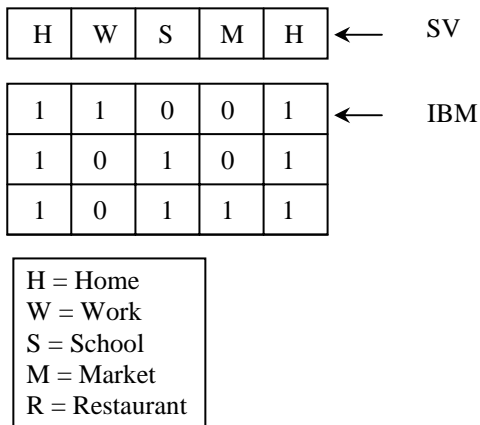 H W S M H SV
1 1 0 0 1 IBM
1 0 1 0 1
1 0 1 1 1
H = Home
W = Work
S = School
M = Market
R = Restaurant